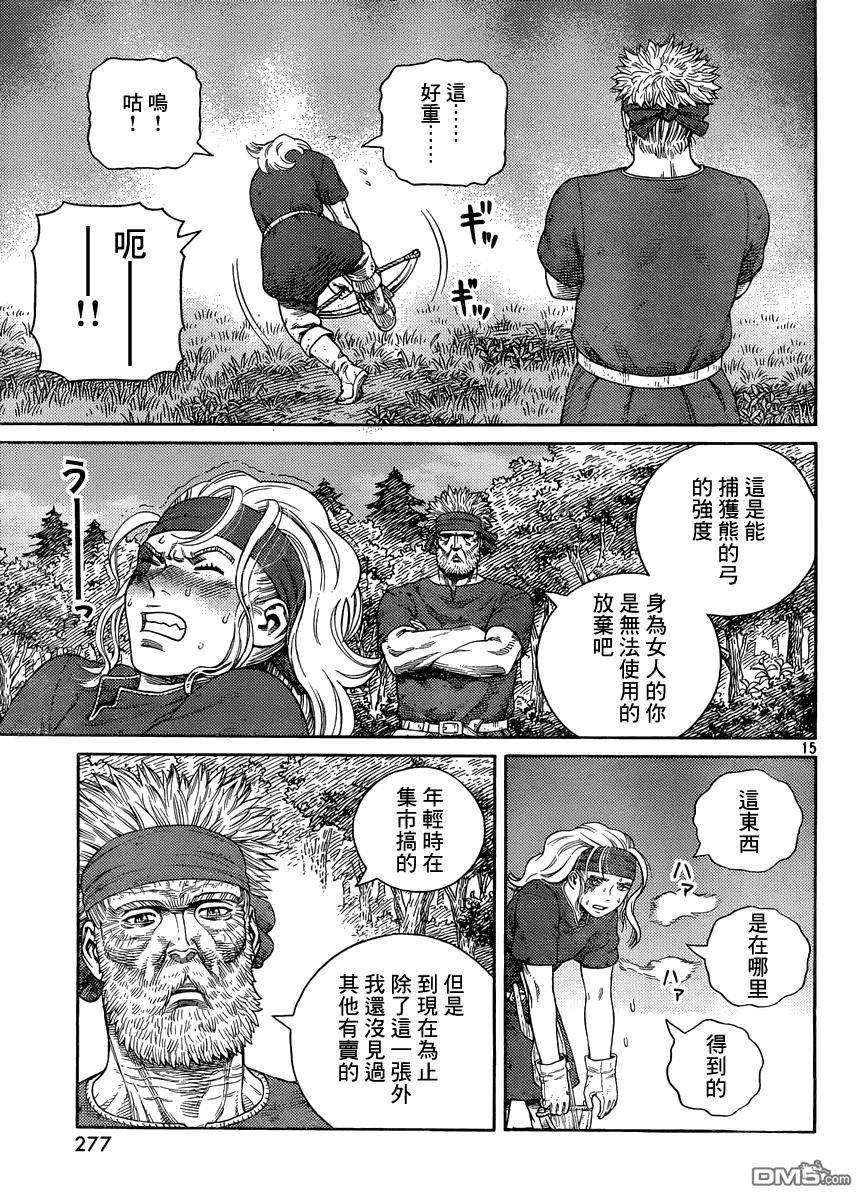 這……
好重……
嗚！
咕！
呃——
——!!
ギッ
ギッ
這是能
捕獲熊的弓
的強度
身為女人的你
是無法使用的
放棄吧
うーっ
15
這東西
是在哪里
得到的
ハァ
ハァ
年輕時在
集市搞的
但是
到現在為止
除了這一張外
我還沒見過
其他有賣的
277
DM5.com